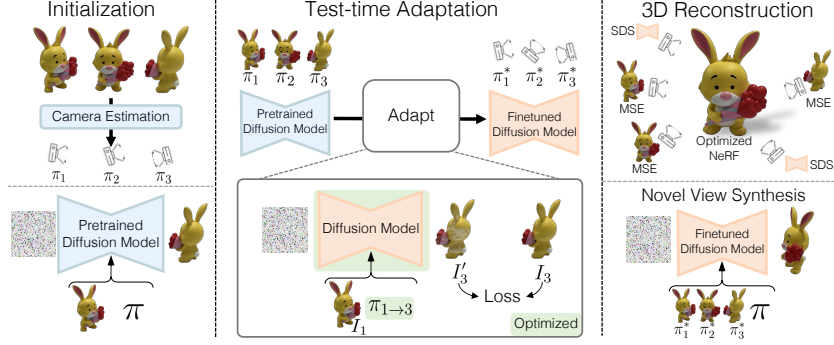 Initialization
Camera Estimation
π₁ π₂ π₃
Pretrained
Diffusion Model
π
Test-time Adaptation
π₁ π₂ π₃
π₁* π₂* π₃*
Pretrained
Diffusion Model
Adapt
Finetuned
Diffusion Model
Diffusion Model
I₁
π₁→₃
I₃′
Loss
I₃
Optimized
3D Reconstruction
SDS
MSE
MSE
MSE
Optimized
NeRF
SDS
Novel View Synthesis
Finetuned
Diffusion Model
π₁* π₂* π₃*
π